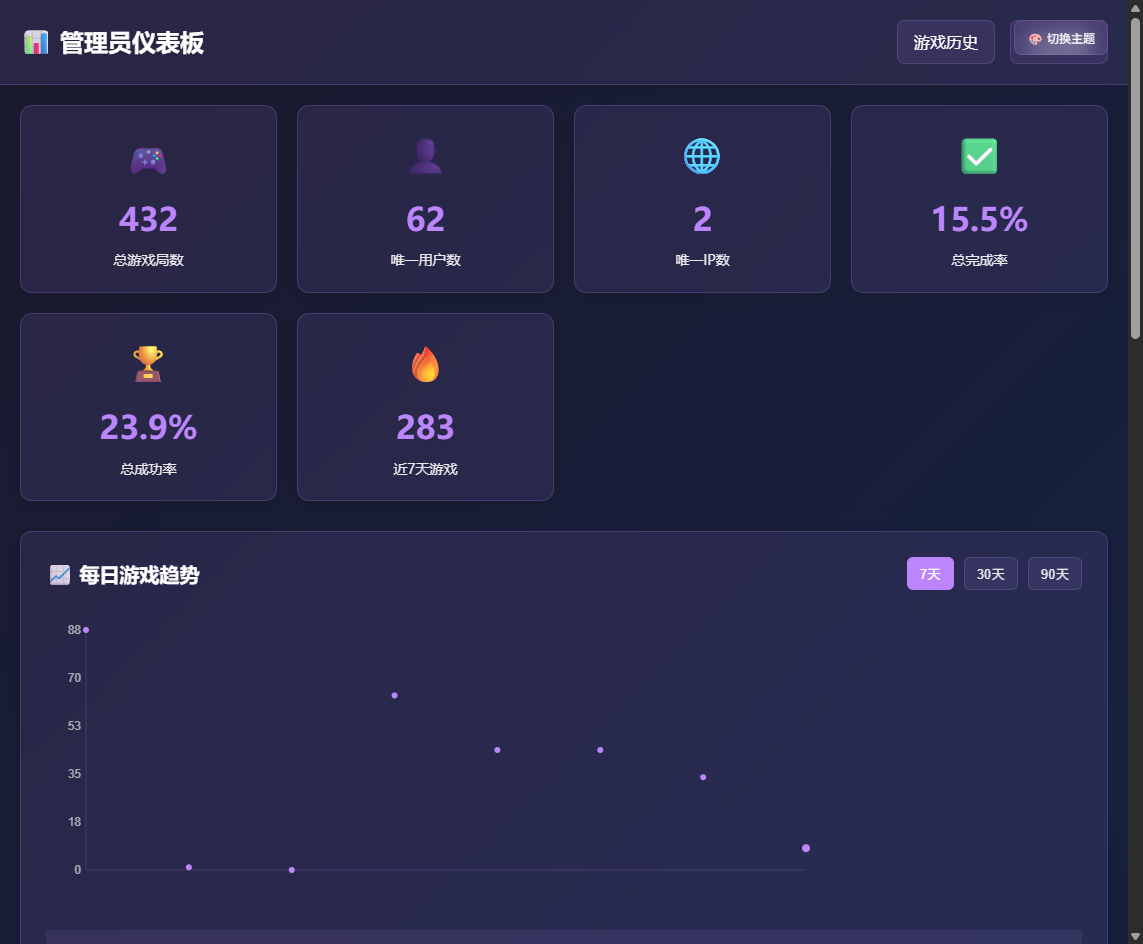 管理员仪表板
游戏历史
切换主题
432
总游戏局数
62
唯一用户数
2
唯一IP数
15.5%
总完成率
23.9%
总成功率
283
近7天游戏
每日游戏趋势
7天
30天
90天
88
70
53
35
18
0